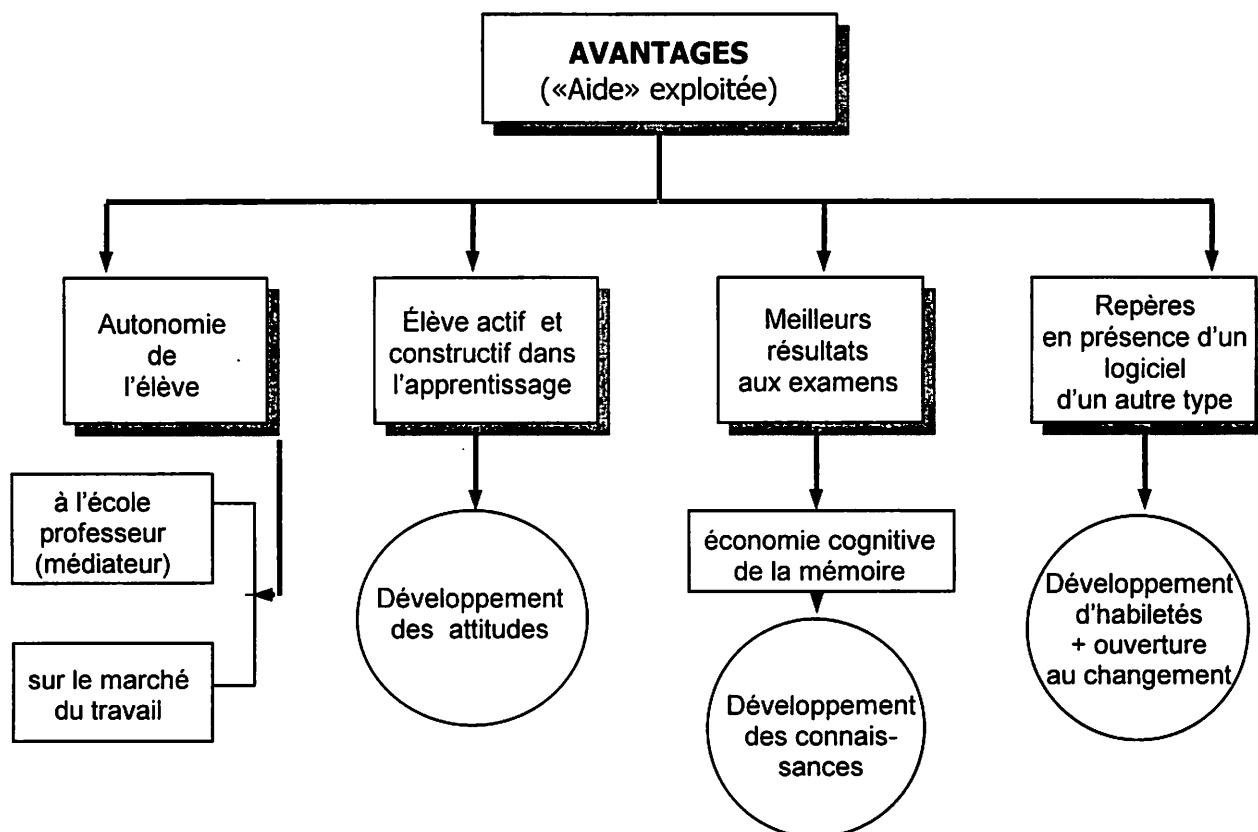 AVANTAGES
(«Aide» exploitée)
Autonomie
de
l'élève
Élève actif et
constructif dans
l'apprentissage
Meilleurs
résultats
aux examens
Repères
en présence d'un
logiciel
d'un autre type
à l'école
professeur
(médiateur)
sur le marché
du travail
Développement
des attitudes
économie cognitive
de la mémoire
Développement
des connais-
sances
Développement
d'habiletés
+ ouverture
au changement